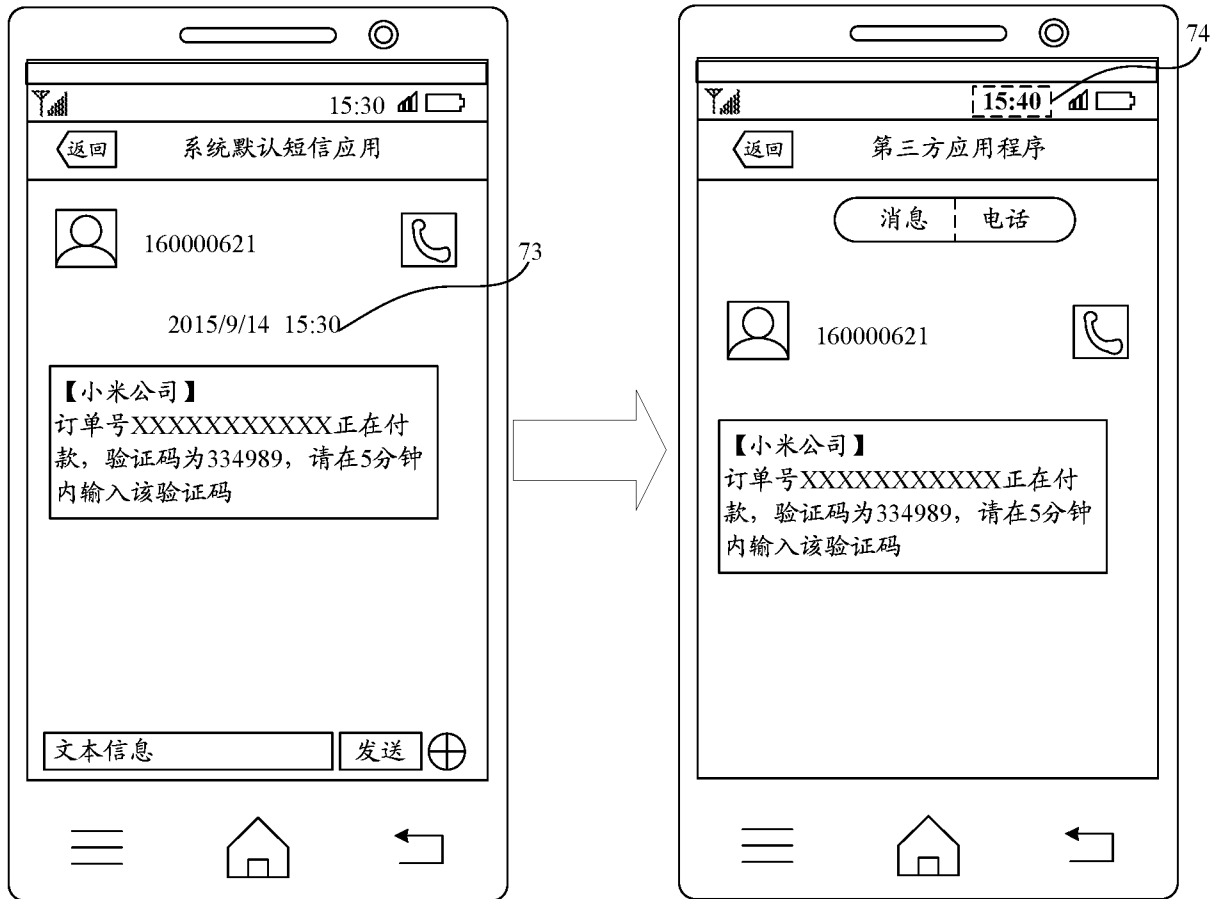 15:30
返回
系统默认短信应用
160000621
73
2015/9/14 15:30
【小米公司】
订单号XXXXXXXXXXX正在付
款，验证码为334989，请在5分钟
内输入该验证码
文本信息
发送
74
15:40
返回
第三方应用程序
消息
电话
160000621
【小米公司】
订单号XXXXXXXXXXX正在付
款，验证码为334989，请在5分钟
内输入该验证码